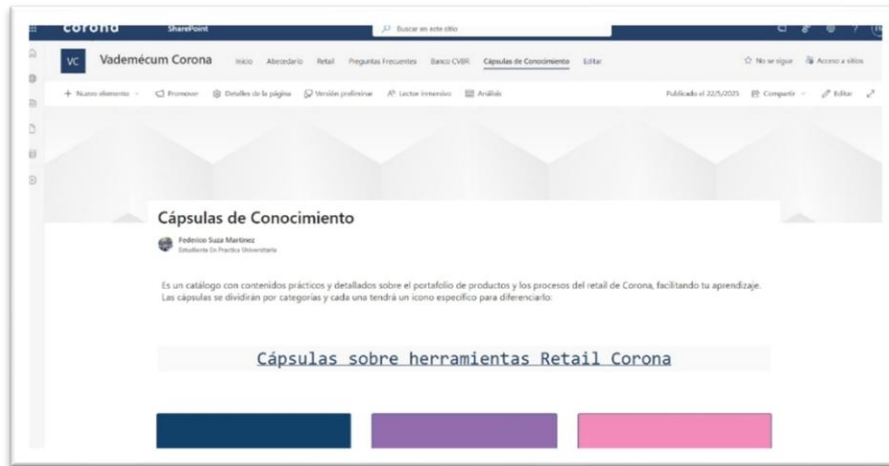 corona SharePoint Buscar en este sitio ?
VC Vademécum Corona Inicio Abecedario Retail Preguntas Frecuentes Banco CVBR Cápsulas de Conocimiento Editar No se sigue Acceso a sitios
+ Nuevo elemento Promover Detalles de la página Versión preliminar Lector inmersivo Análisis Publicado el 22/5/2025 Compartir Editar
Cápsulas de Conocimiento
Federico Suza Martinez
Estudiante En Practica Universitaria
Es un catálogo con contenidos prácticos y detallados sobre el portafolio de productos y los procesos del retail de Corona, facilitando tu aprendizaje.
Las cápsulas se dividirán por categorías y cada una tendrá un icono específico para diferenciarlo:
Cápsulas sobre herramientas Retail Corona